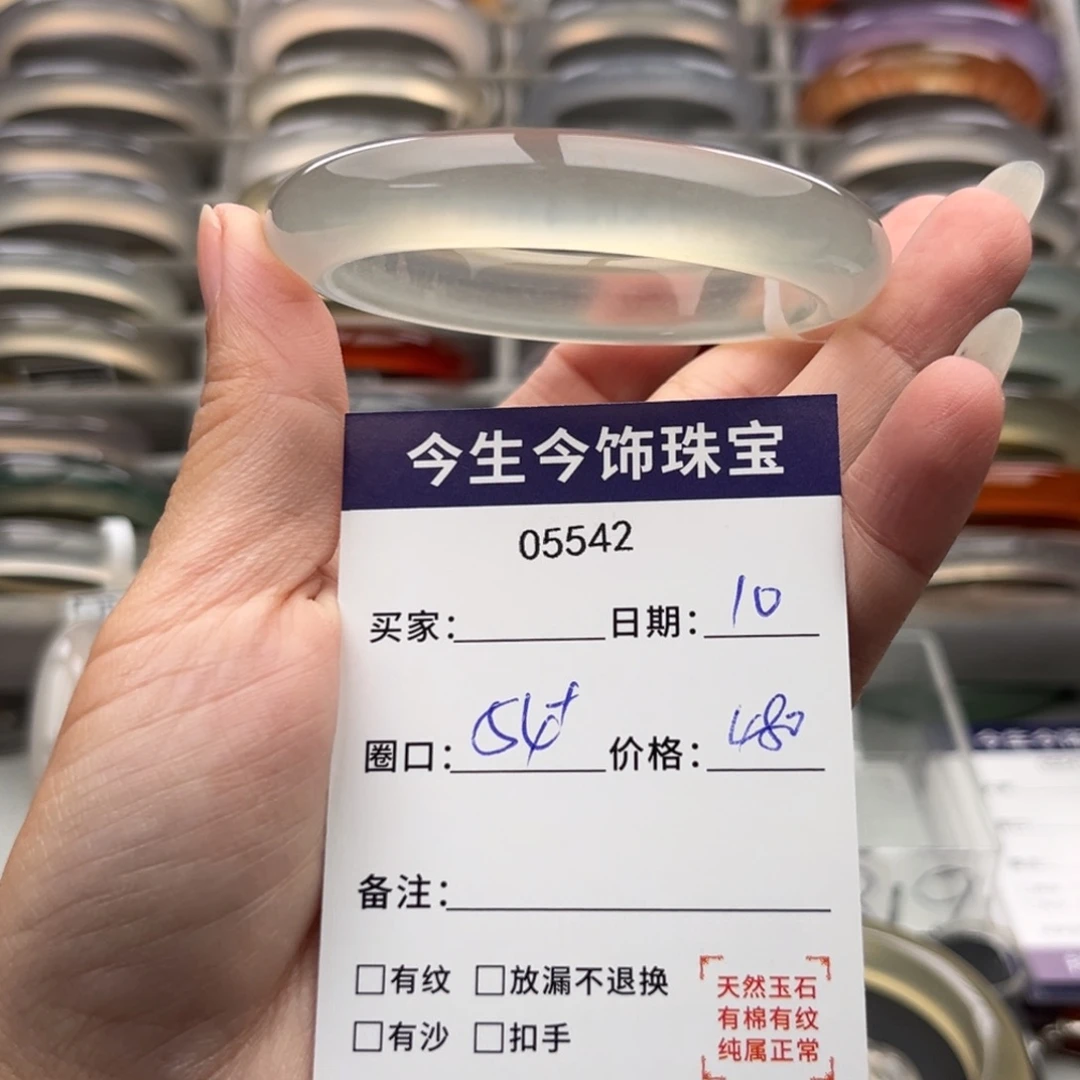 今生今饰珠宝
05542
买家: 日期: 10
圈口: 54+ 价格: 480
备注:
□有纹 □放漏不退换
□有沙 □扣手
天然玉石
有棉有纹
纯属正常